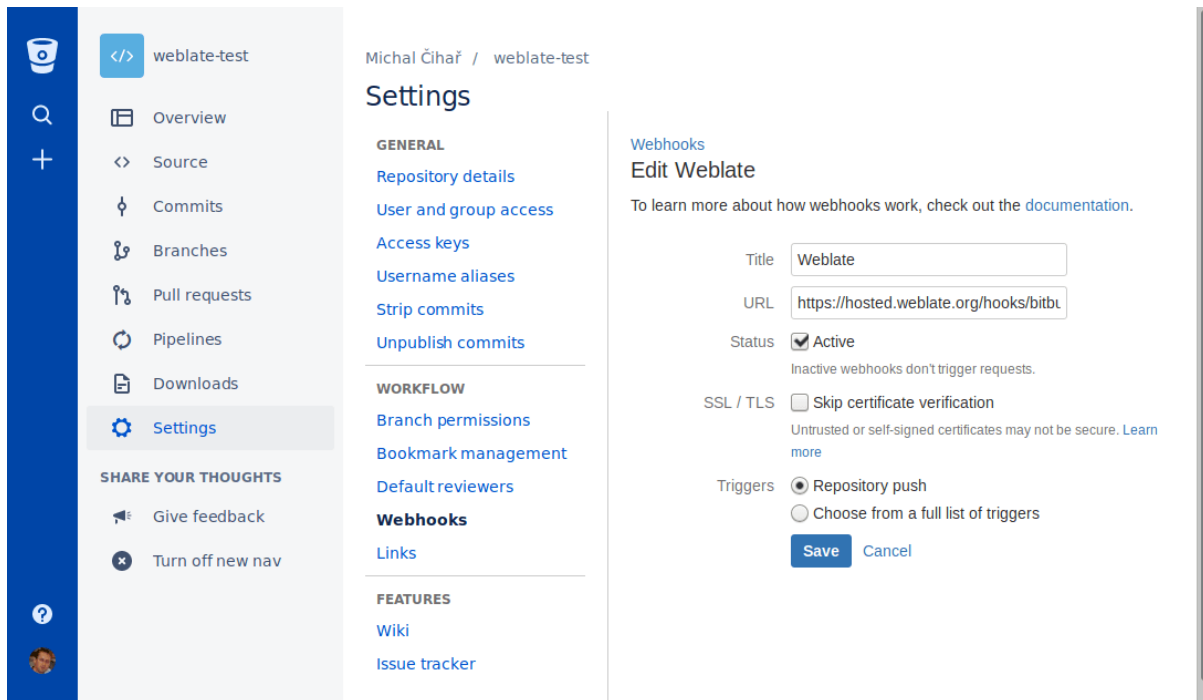 </> weblate-test
Overview
Source
Commits
Branches
Pull requests
Pipelines
Downloads
Settings
SHARE YOUR THOUGHTS
Give feedback
Turn off new nav
Michal Čihař / weblate-test
Settings
GENERAL
Repository details
User and group access
Access keys
Username aliases
Strip commits
Unpublish commits
WORKFLOW
Branch permissions
Bookmark management
Default reviewers
Webhooks
Links
FEATURES
Wiki
Issue tracker
Webhooks
Edit Weblate
To learn more about how webhooks work, check out the documentation.
Title Weblate
URL https://hosted.weblate.org/hooks/bitbu
Status Active
Inactive webhooks don't trigger requests.
SSL / TLS Skip certificate verification
Untrusted or self-signed certificates may not be secure. Learn
more
Triggers Repository push
Choose from a full list of triggers
Save Cancel